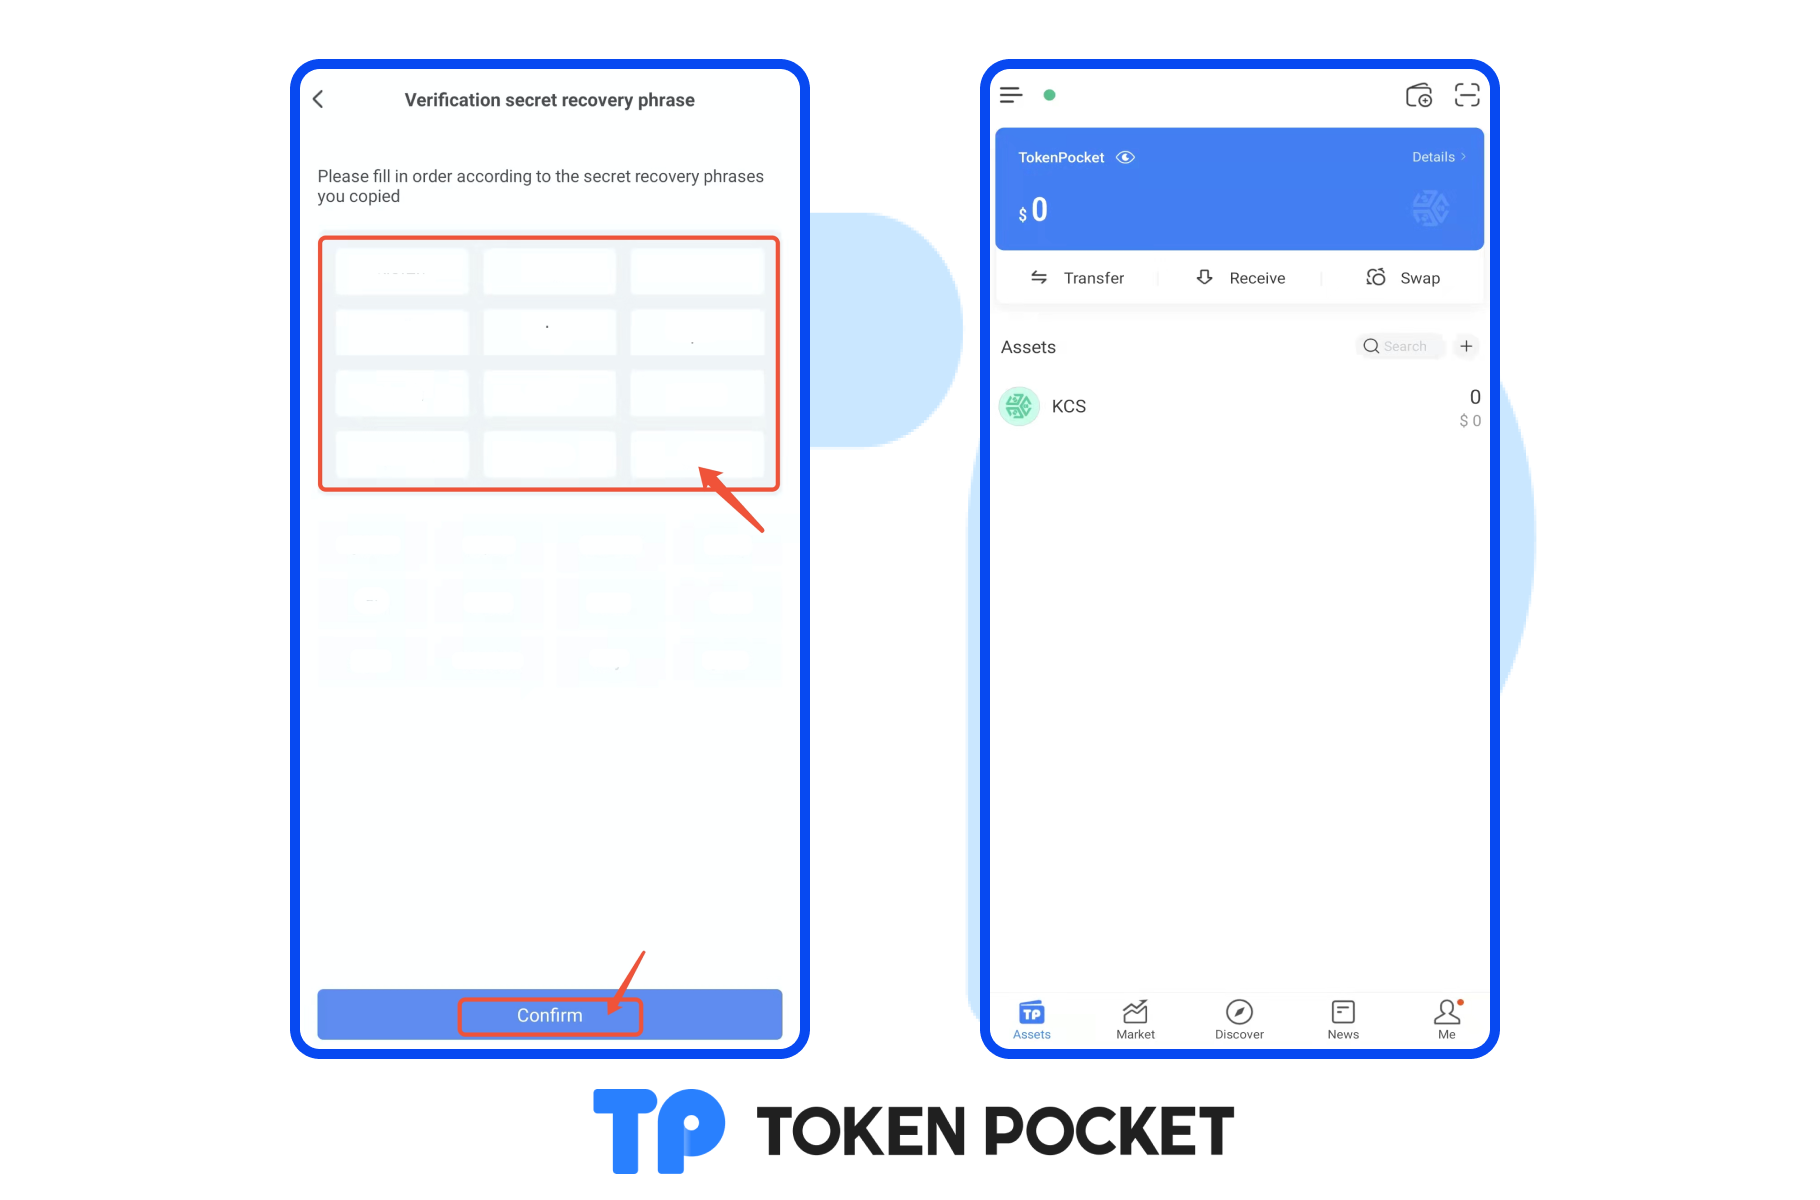 Verification secret recovery phrase
Please fill in order according to the secret recovery phrases
you copied
Confirm
TokenPocket
Details
$ 0
Transfer
Receive
Swap
Assets
Search
KCS
0
$ 0
TP
Assets
Market
Discover
News
Me
TP TOKEN POCKET